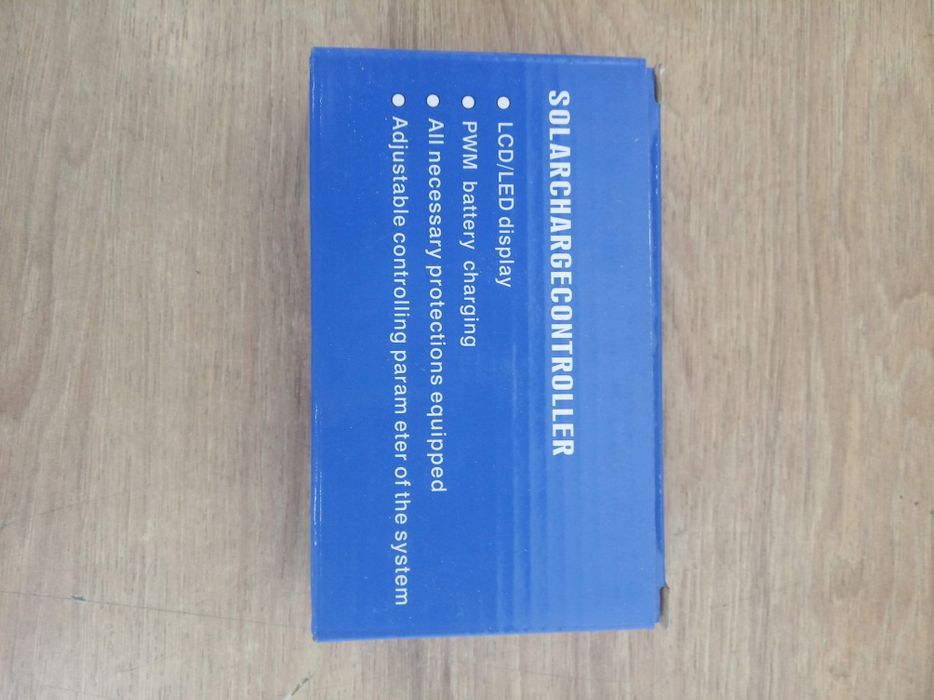 SOLARCHARGECONTROLLER
● LCD/LED display
● PWM battery charging
● All necessary protections equipped
● Adjustable controlling param eter of the system